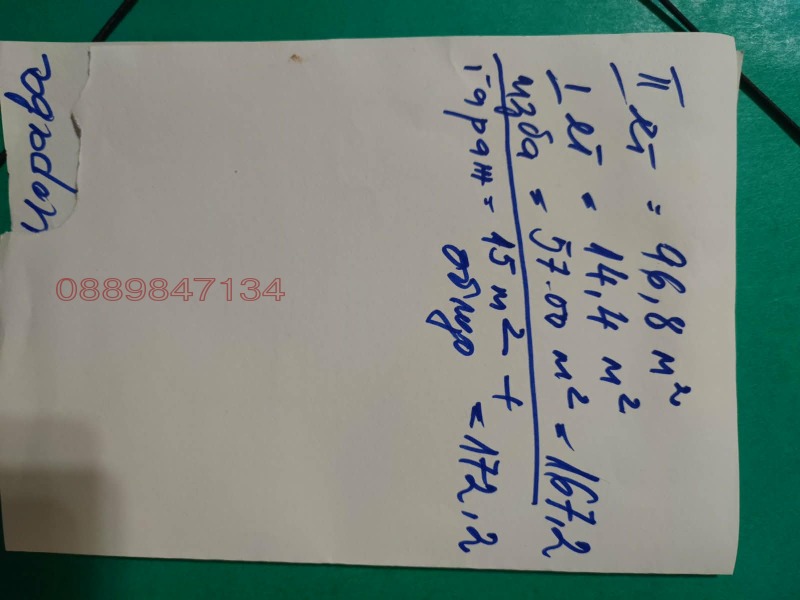 II ет = 96,8 м²
I ет = 14,4 м²
изба = 57.00 м² = 167,2
гараж = 15 м² +
общо = 172,2
0889847134